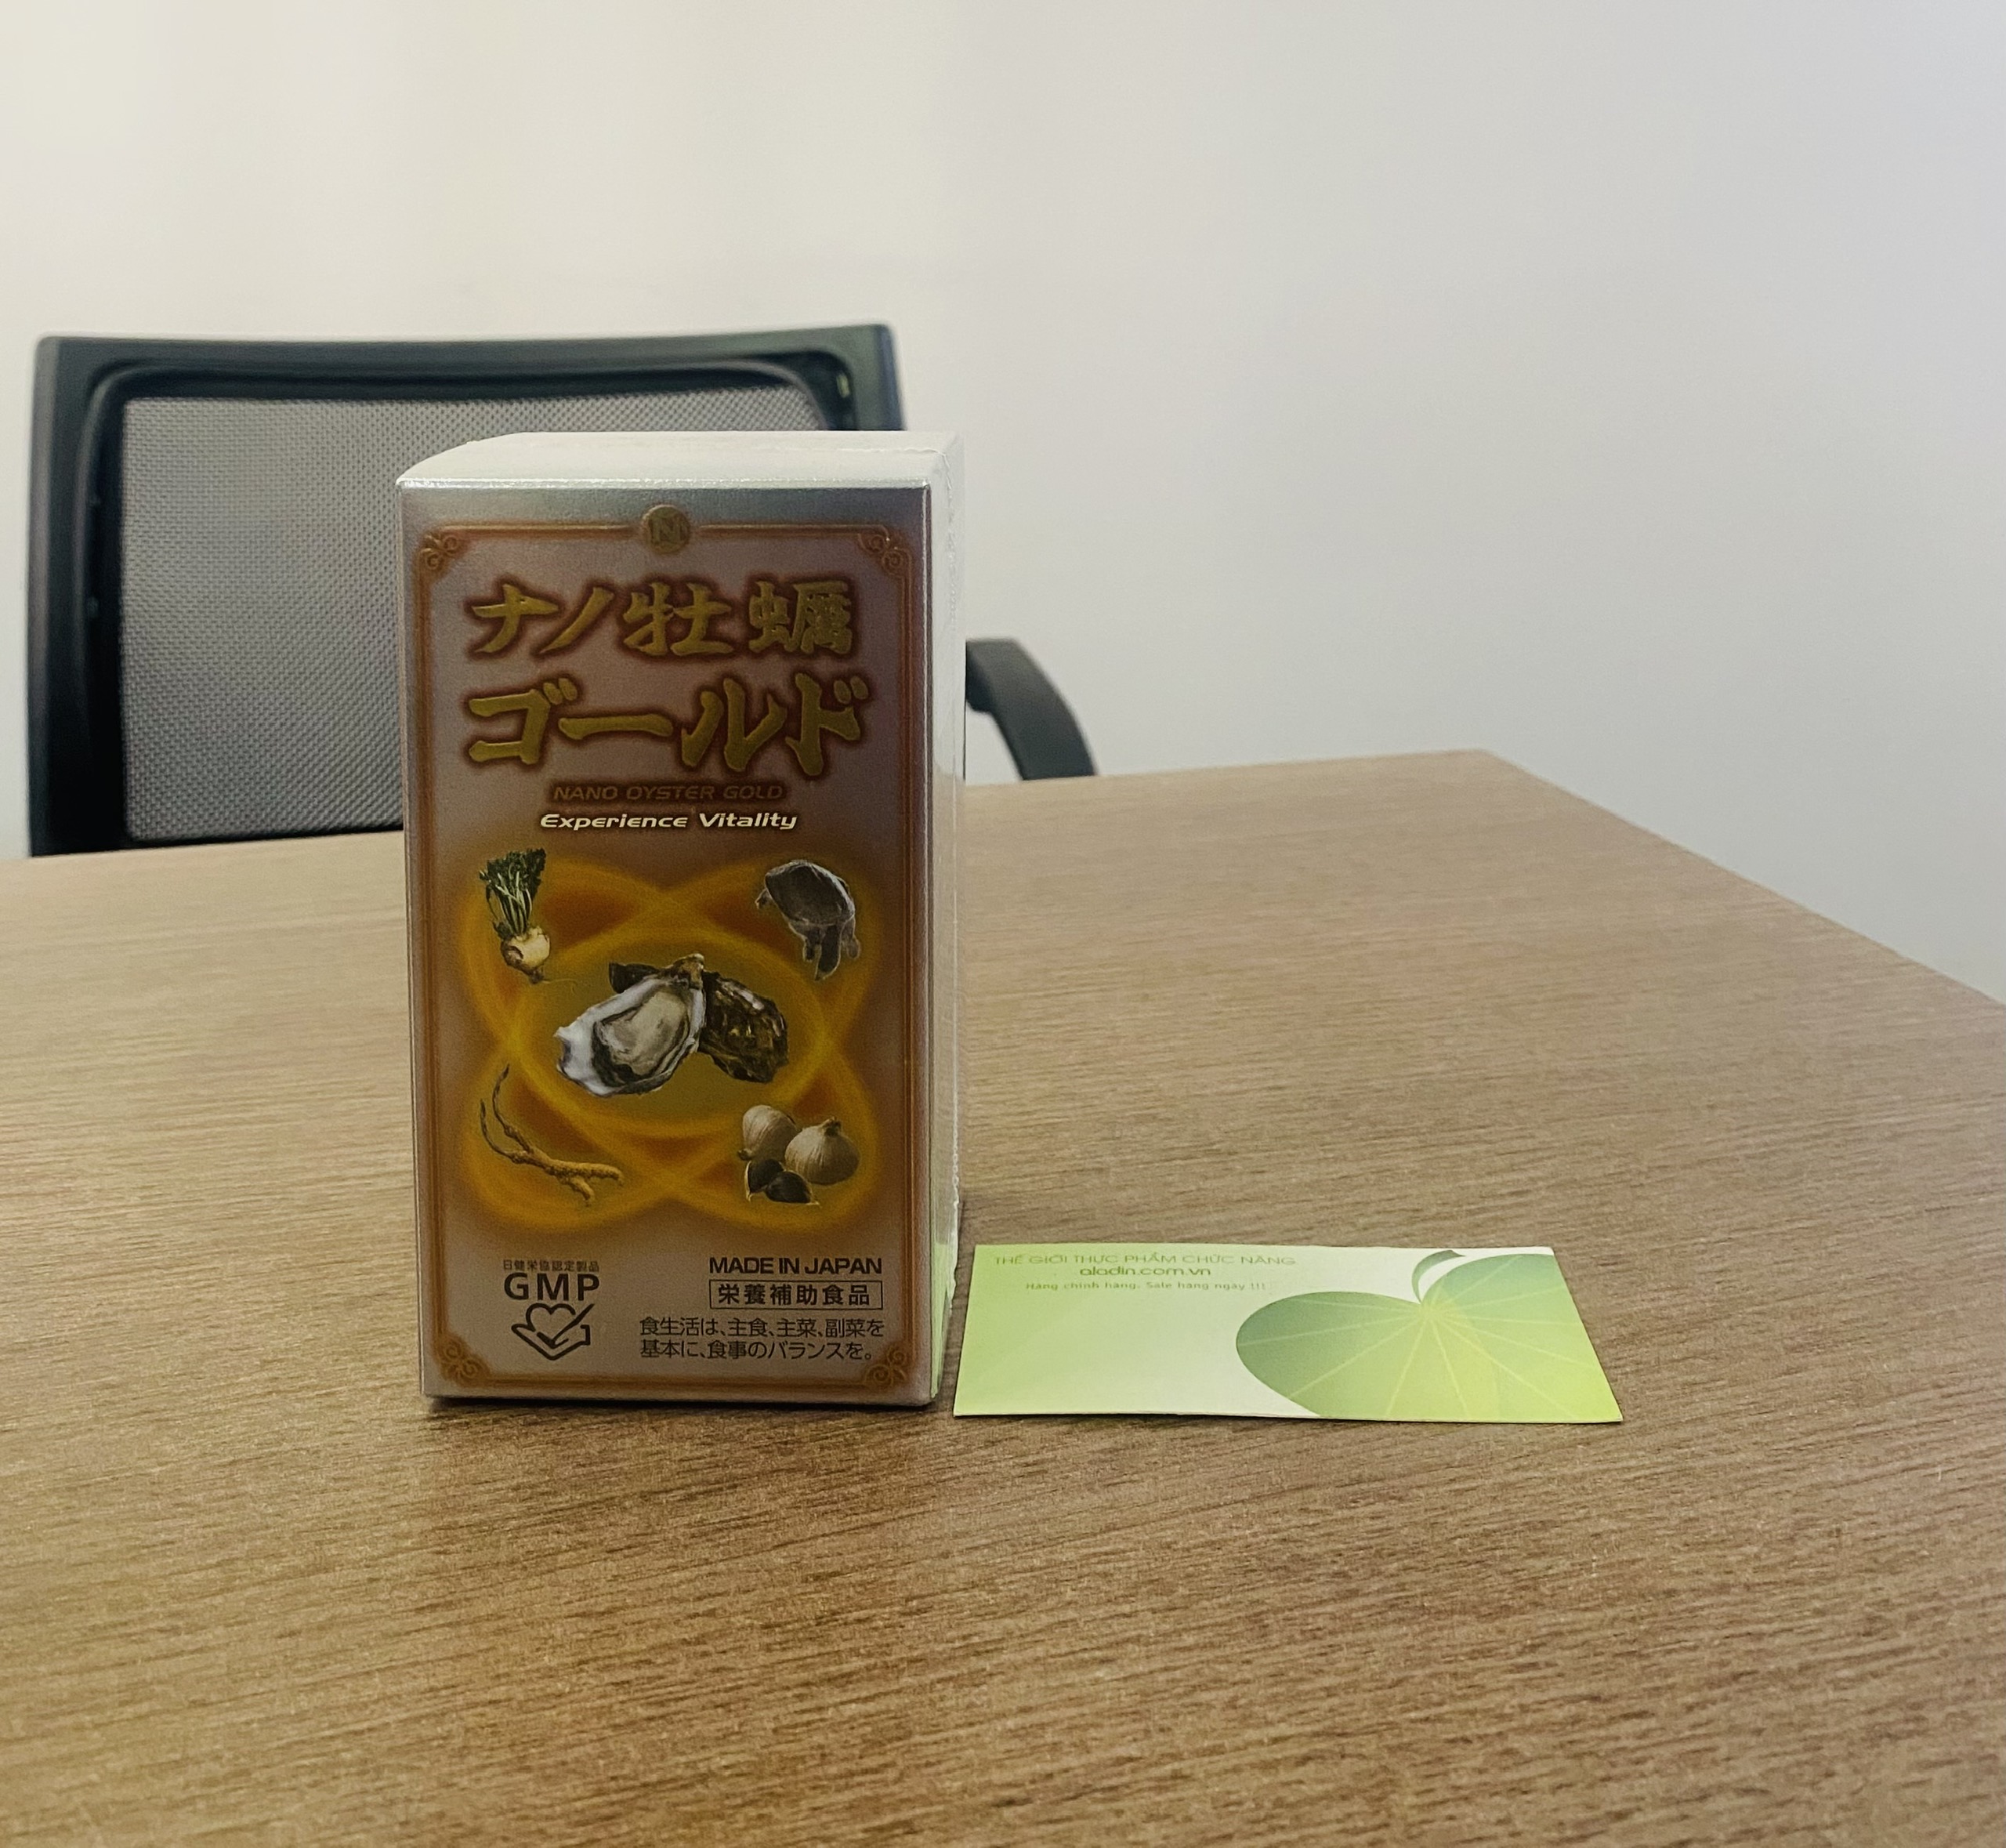 N
ナノ牡蠣
ゴールド
NANO OYSTER GOLD
Experience Vitality
日健栄協認定製品
GMP
MADE IN JAPAN
栄養補助食品
食生活は、主食、主菜、副菜を
基本に、食事のバランスを。
THẾ GIỚI THỰC PHẨM CHỨC NĂNG
aladin.com.vn
Hàng chính hãng. Sale hàng ngày !!!